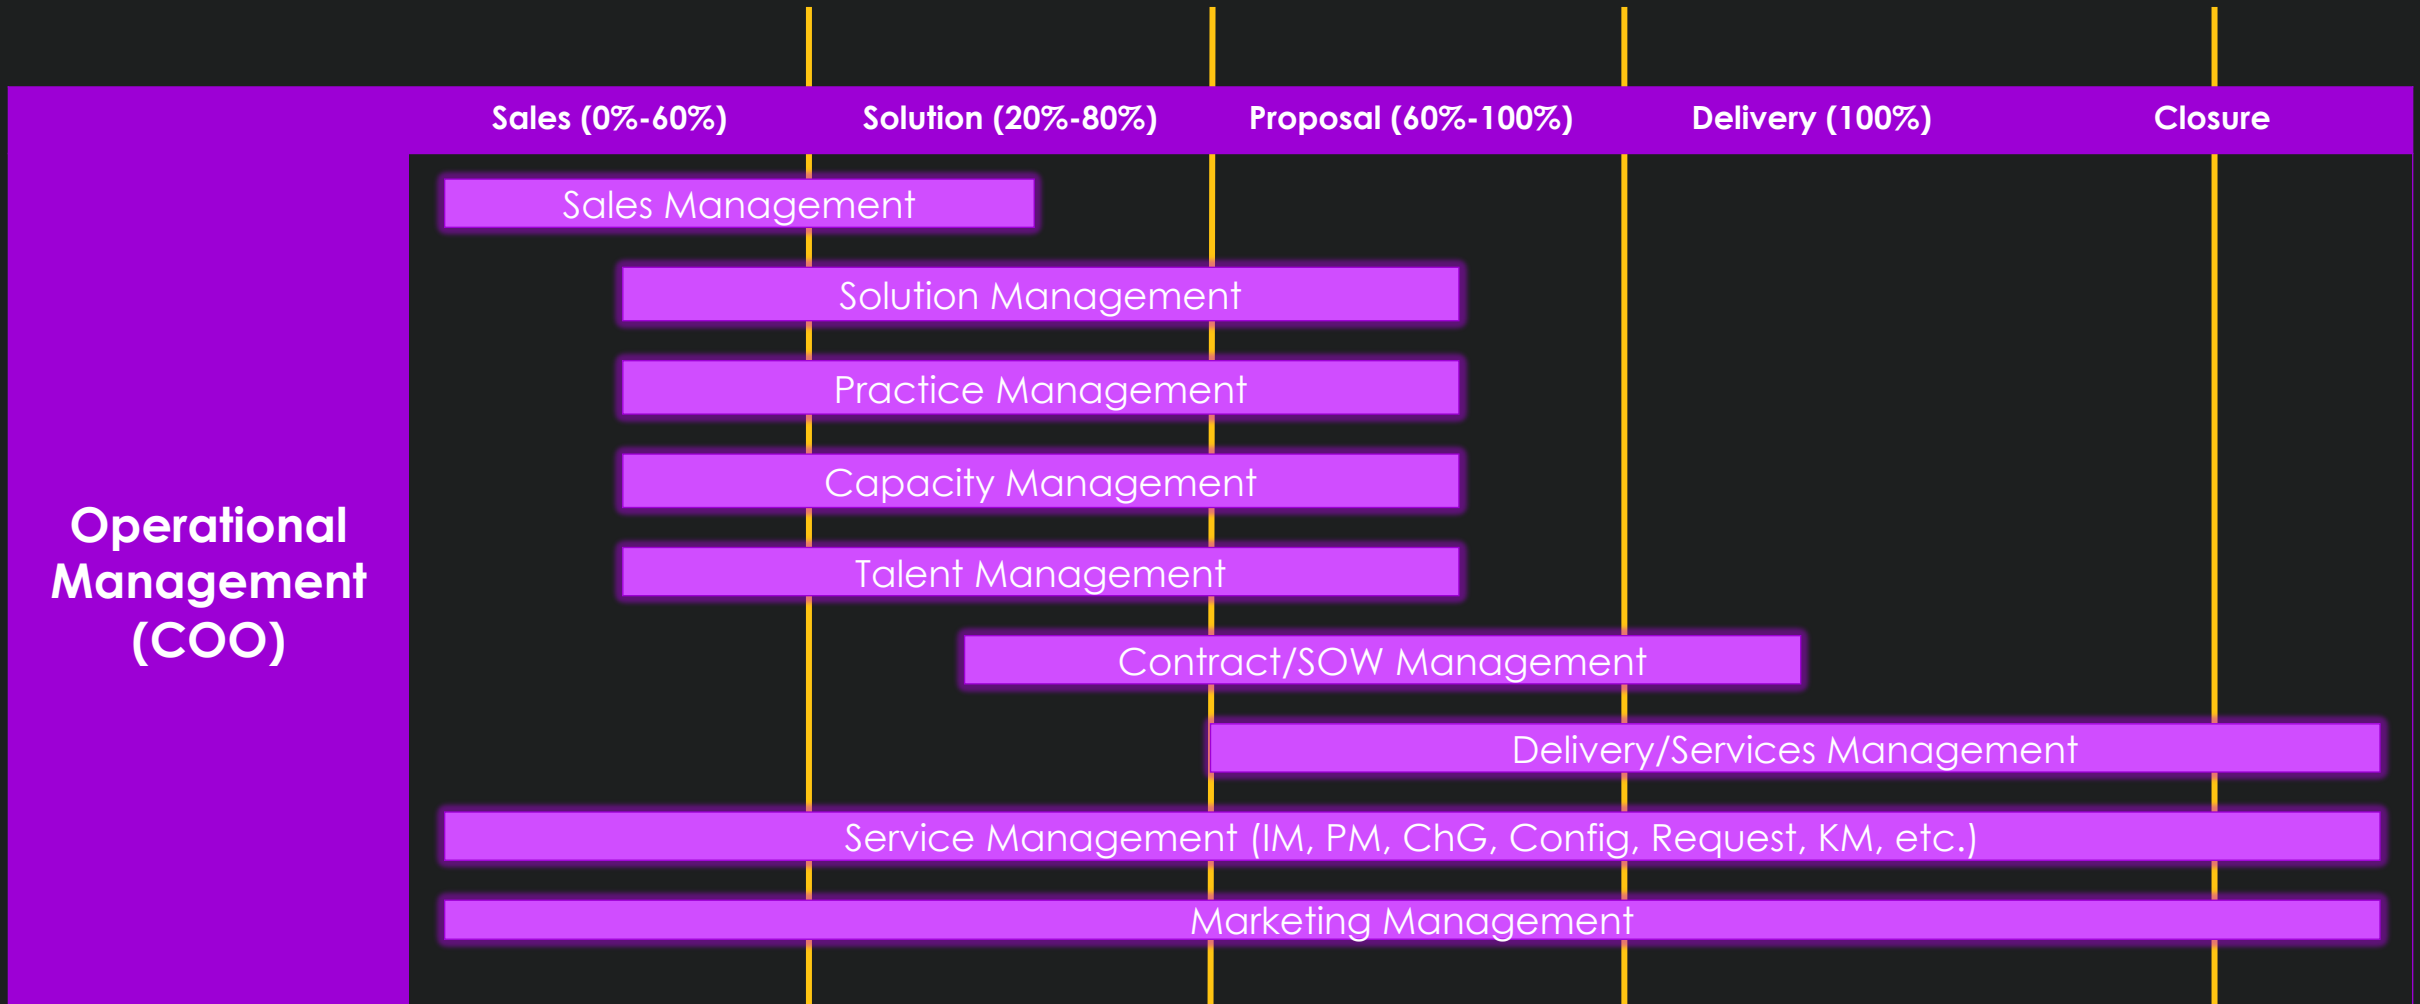 Sales (0%-60%)
Solution (20%-80%)
Proposal (60%-100%)
Delivery (100%)
Closure
Operational
Management
(COO)
Sales Management
Solution Management
Practice Management
Capacity Management
Talent Management
Contract/SOW Management
Delivery/Services Management
Service Management (IM, PM, ChG, Config, Request, KM, etc.)
Marketing Management